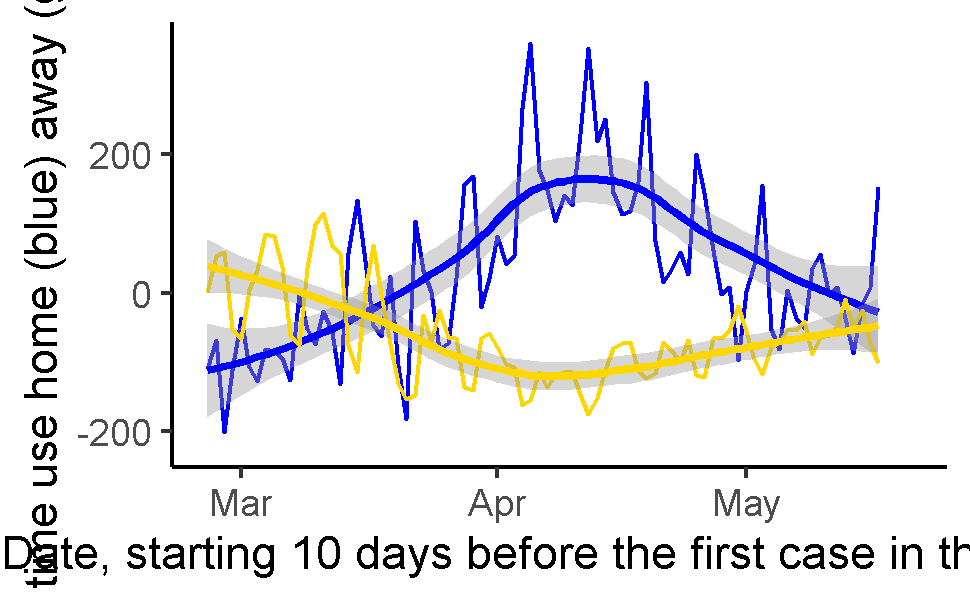 time use home (blue) away (
200
0
-200
Mar Apr May
Date, starting 10 days before the first case in th